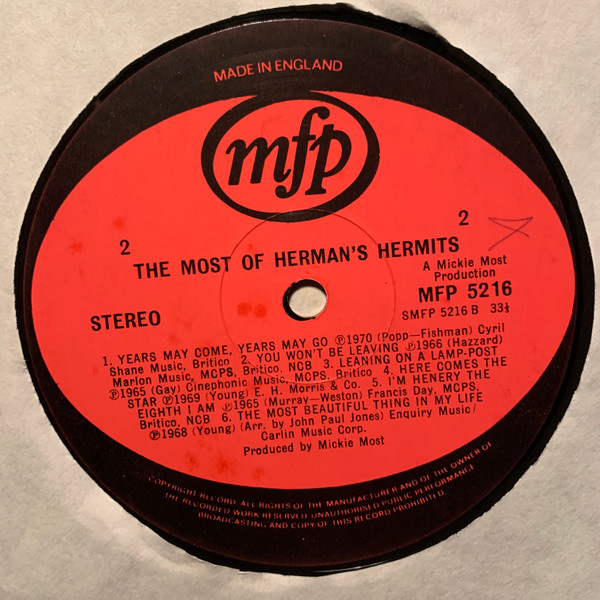 MADE IN ENGLAND
mfp
2
2
THE MOST OF HERMAN'S HERMITS
A Mickie Most
Production
STEREO
MFP 5216
SMFP 5216 B 33⅓
1. YEARS MAY COME, YEARS MAY GO ℗1970 (Popp—Fishman) Cyril
Shane Music, Britico. 2. YOU WON'T BE LEAVING ℗1966 (Hazzard)
Marlon Music, MCPS, Britico, NCB 3. LEANING ON A LAMP-POST
℗1965 (Gay) Cinephonic Music, MCPS, Britico 4. HERE COMES THE
STAR ℗1969 (Young) E. H. Morris & Co. 5. I'M HENERY THE
EIGHTH I AM ℗1965 (Murray—Weston) Francis Day, MCPS,
Britico, NCB 6. THE MOST BEAUTIFUL THING IN MY LIFE
℗1968 (Young) (Arr. by John Paul Jones) Enquiry Music/
Carlin Music Corp.
Produced by Mickie Most
COPYRIGHT RECORD. ALL RIGHTS OF THE MANUFACTURER AND OF THE OWNER OF
THE RECORDED WORK RESERVED UNAUTHORISED PUBLIC PERFORMANCE
BROADCASTING AND COPY OF THIS RECORD PROHIBITED